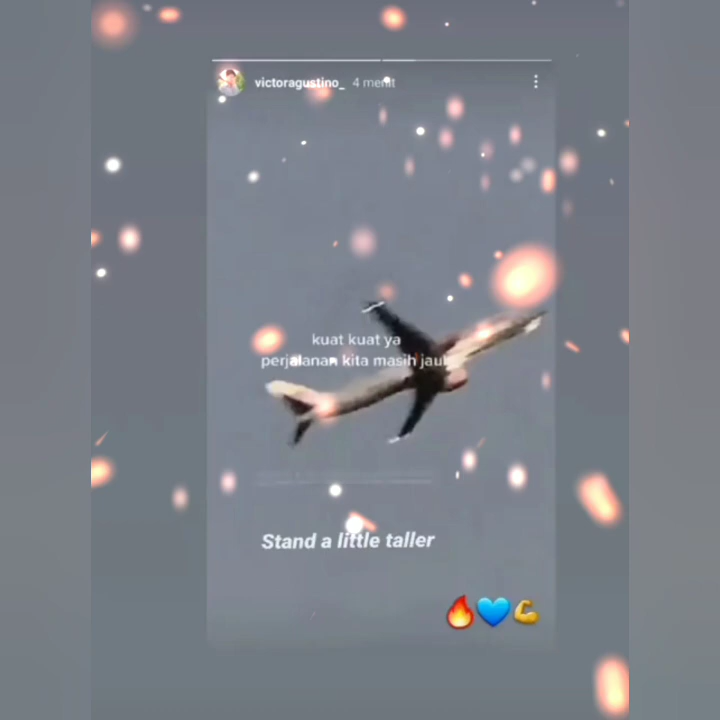 victoragustino_ 4 menit
kuat kuat ya
perjalanan kita masih jauh
Stand a little taller
🔥💙💪